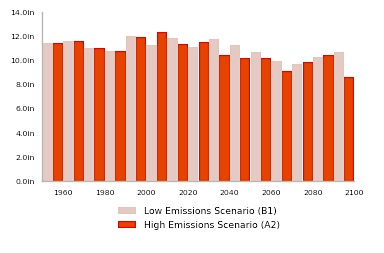 14.0in
12.0in
10.0in
8.0in
6.0in
4.0in
2.0in
0.0in
1960 1980 2000 2020 2040 2060 2080 2100
Low Emissions Scenario (B1)
High Emissions Scenario (A2)